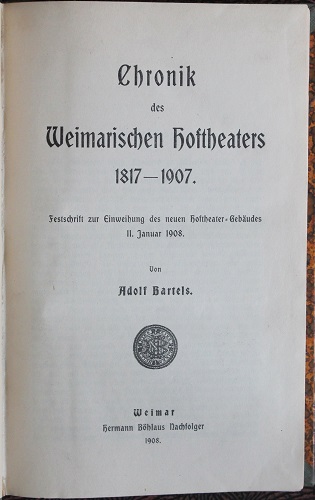 Chronik
des
Weimarischen Hoftheaters
1817—1907.
Festschrift zur Einweihung des neuen Hoftheater-Gebäudes
11. Januar 1908.
Von
Adolf Bartels.
Weimar
Hermann Böhlaus Nachfolger
1908.